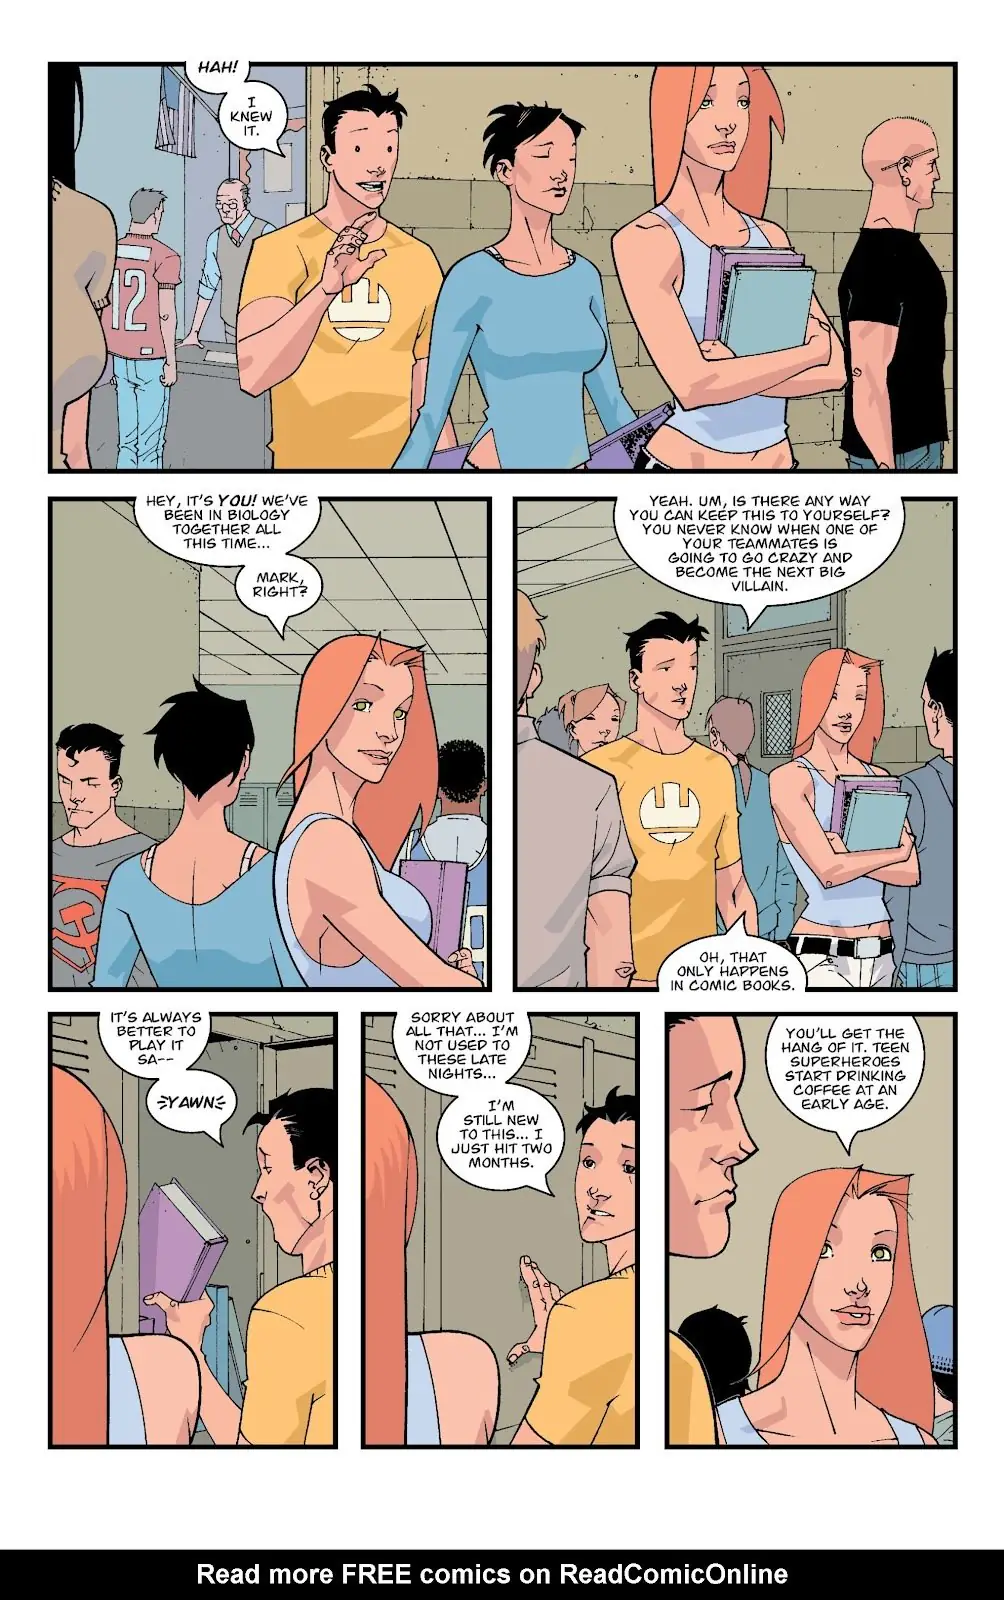 HAH!
I
KNEW
IT.
12
HEY, IT'S YOU! WE'VE
BEEN IN BIOLOGY
TOGETHER ALL
THIS TIME...
MARK,
RIGHT?
YEAH. UM, IS THERE ANY WAY
YOU CAN KEEP THIS TO YOURSELF?
YOU NEVER KNOW WHEN ONE OF
YOUR TEAMMATES IS
GOING TO GO CRAZY AND
BECOME THE NEXT BIG
VILLAIN.
OH, THAT
ONLY HAPPENS
IN COMIC BOOKS.
IT'S ALWAYS
BETTER TO
PLAY IT
SA--
YAWN
SORRY ABOUT
ALL THAT... I'M
NOT USED TO
THESE LATE
NIGHTS...
I'M
STILL NEW
TO THIS... I
JUST HIT TWO
MONTHS.
YOU'LL GET THE
HANG OF IT. TEEN
SUPERHEROES
START DRINKING
COFFEE AT AN
EARLY AGE.
Read more FREE comics on ReadComicOnline